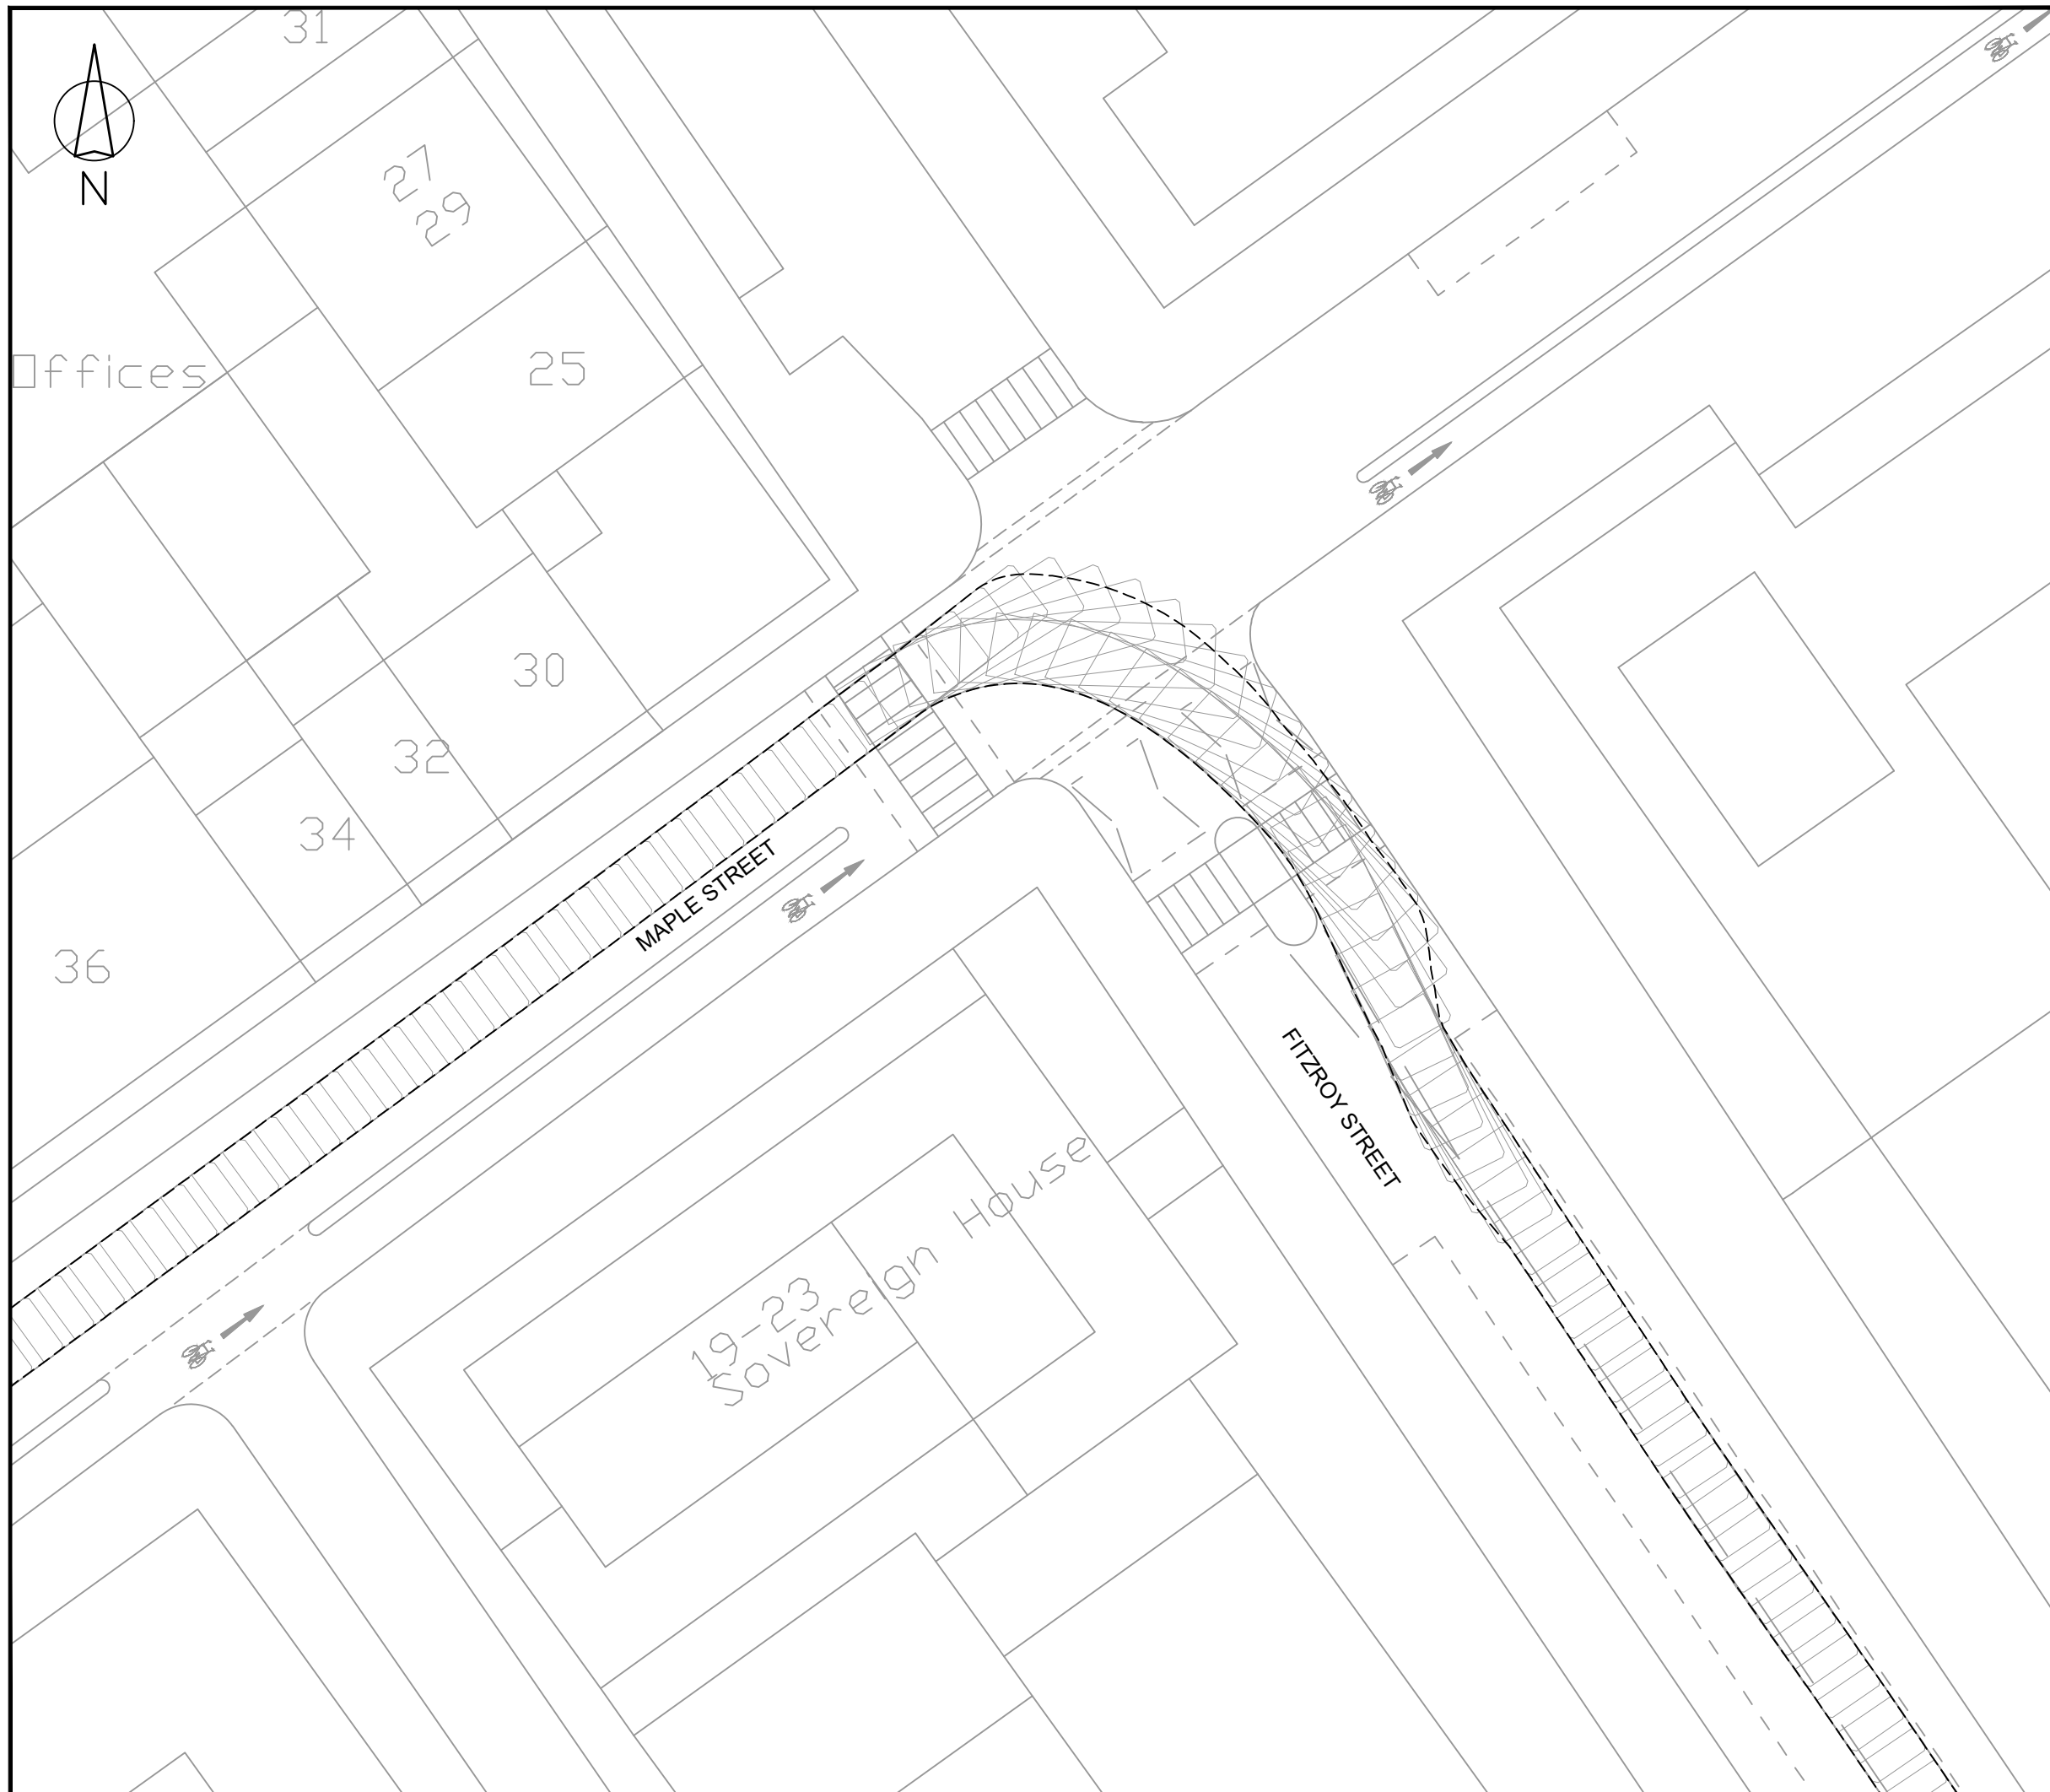 31
N
27
29
Offices
25
30
32
34
36
MAPLE STREET
FITZROY STREET
19-23
Sovereign House